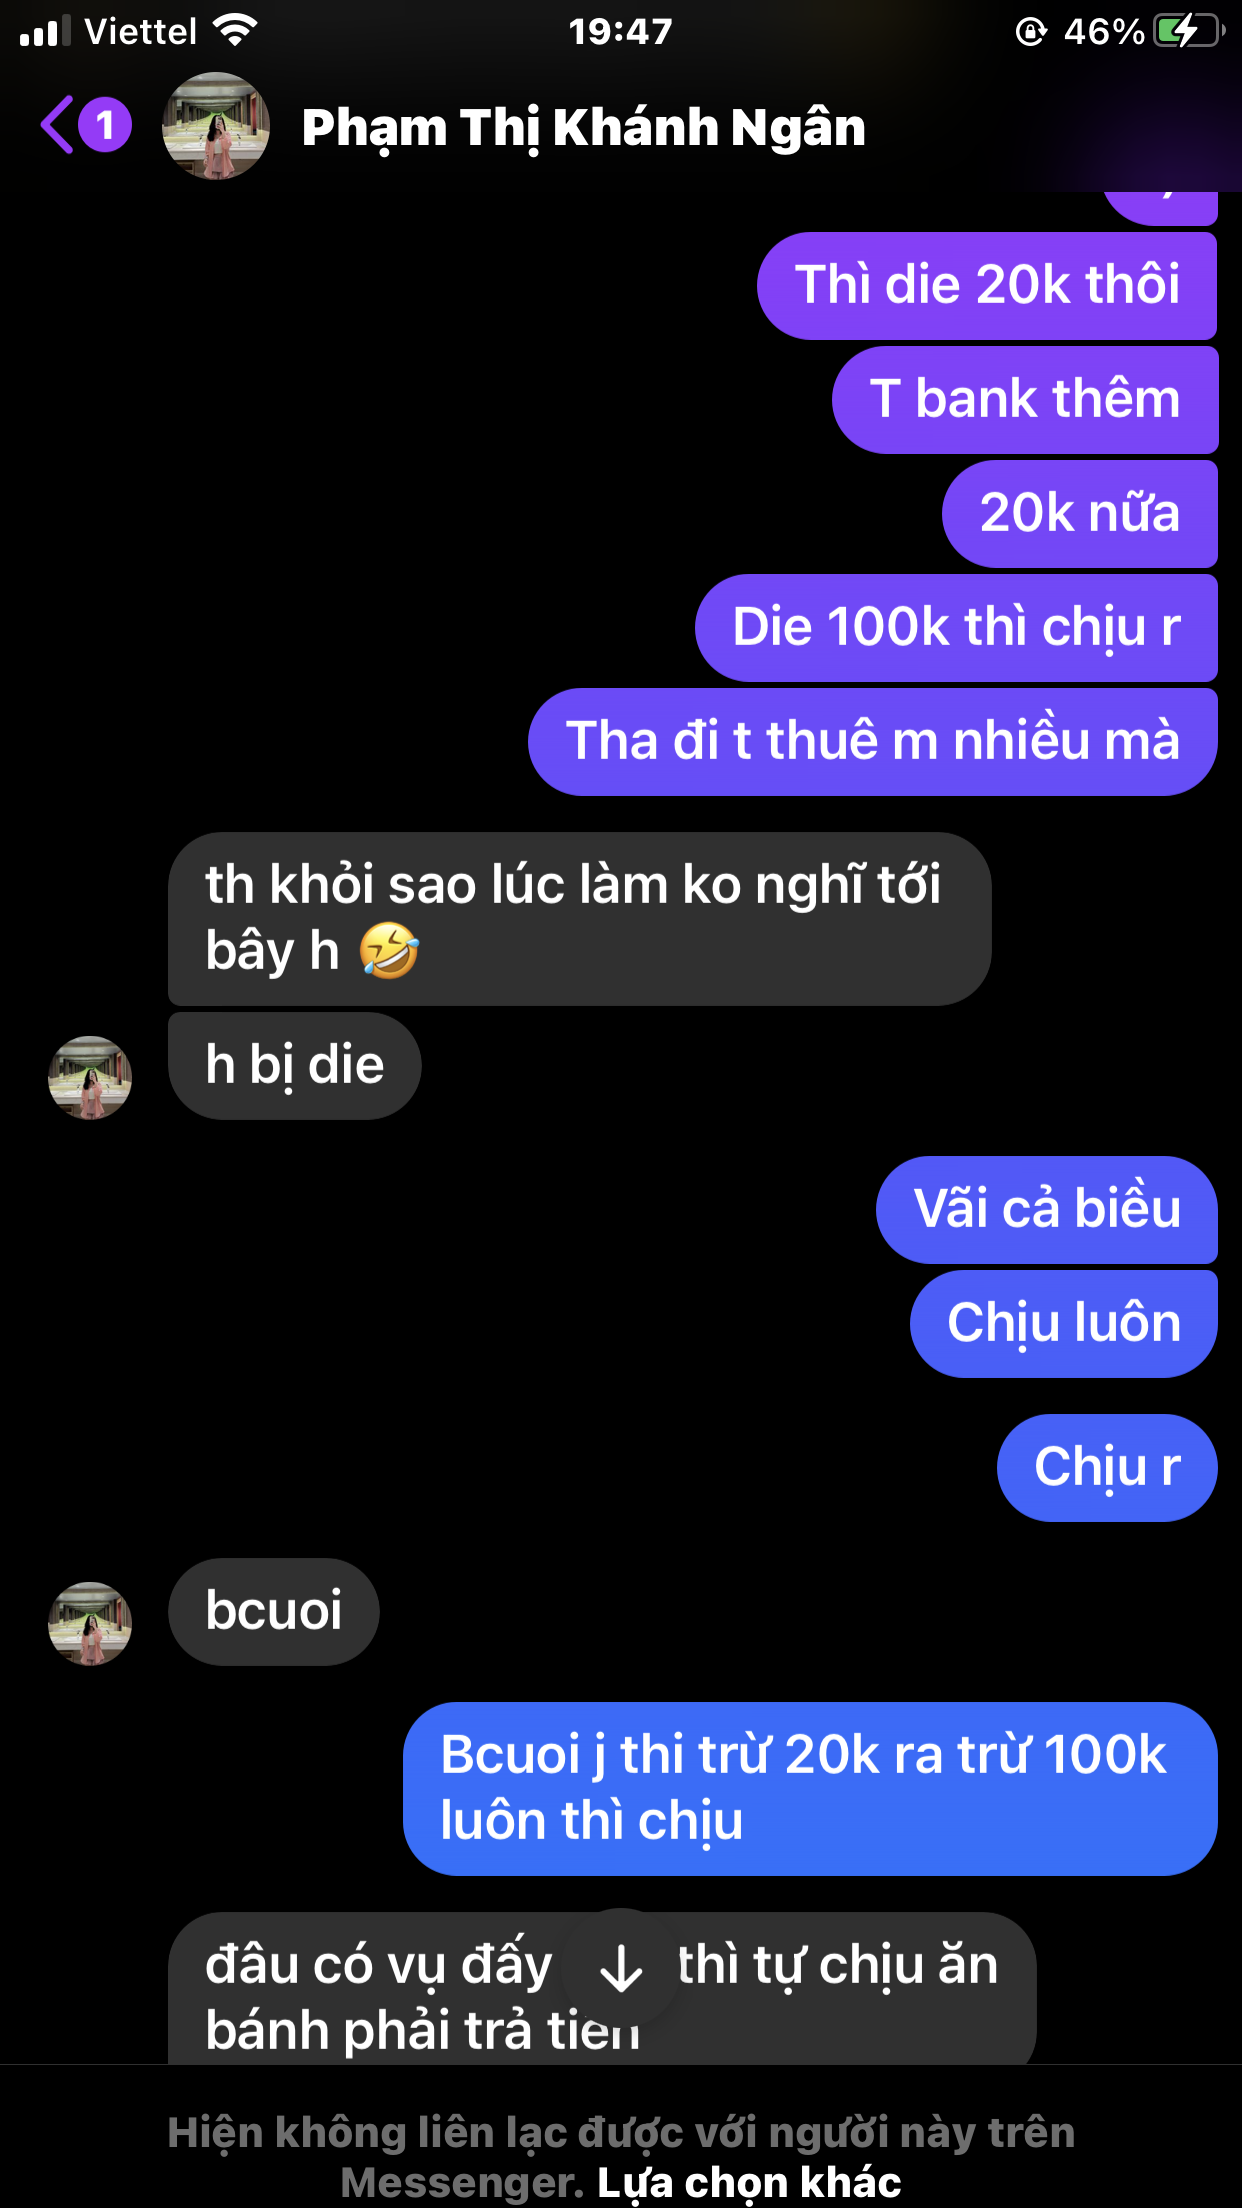 Viettel 19:47 46%
1 Phạm Thị Khánh Ngân
Thì die 20k thôi
T bank thêm
20k nữa
Die 100k thì chịu r
Tha đi t thuê m nhiều mà
th khỏi sao lúc làm ko nghĩ tới
bây h 🤣
h bị die
Vãi cả biều
Chịu luôn
Chịu r
bcuoi
Bcuoi j thi trừ 20k ra trừ 100k
luôn thì chịu
đâu có vụ đấy thì tự chịu ăn
bánh phải trả tiền
Hiện không liên lạc được với người này trên
Messenger. Lựa chọn khác